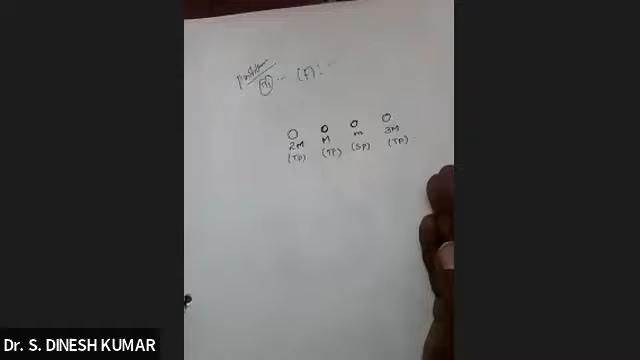 (F):
2M M m 3M
(TP) (TP) (SP) (TP)
Dr. S. DINESH KUMAR